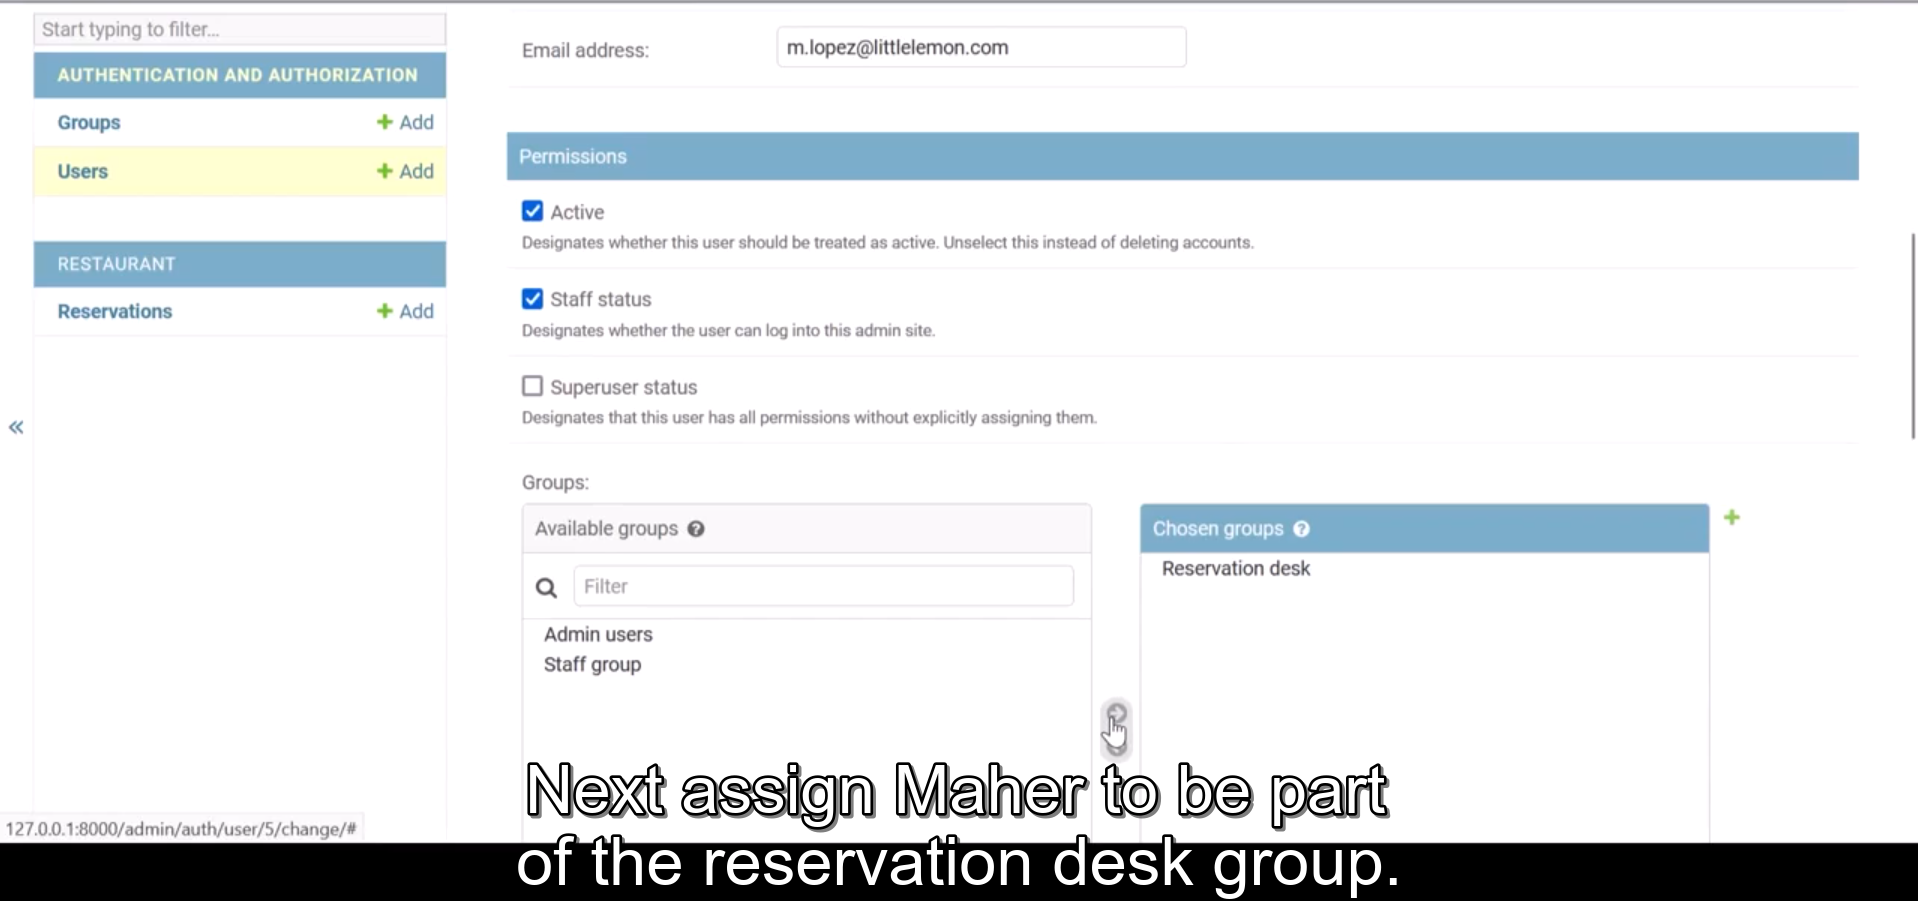 Start typing to filter...
AUTHENTICATION AND AUTHORIZATION
Groups + Add
Users + Add
RESTAURANT
Reservations + Add
«
Email address: m.lopez@littlelemon.com
Permissions
Active
Designates whether this user should be treated as active. Unselect this instead of deleting accounts.
Staff status
Designates whether the user can log into this admin site.
Superuser status
Designates that this user has all permissions without explicitly assigning them.
Groups:
Available groups ?
Filter
Admin users
Staff group
Chosen groups ?
+
Reservation desk
127.0.0.1:8000/admin/auth/user/5/change/#
Next assign Maher to be part
of the reservation desk group.